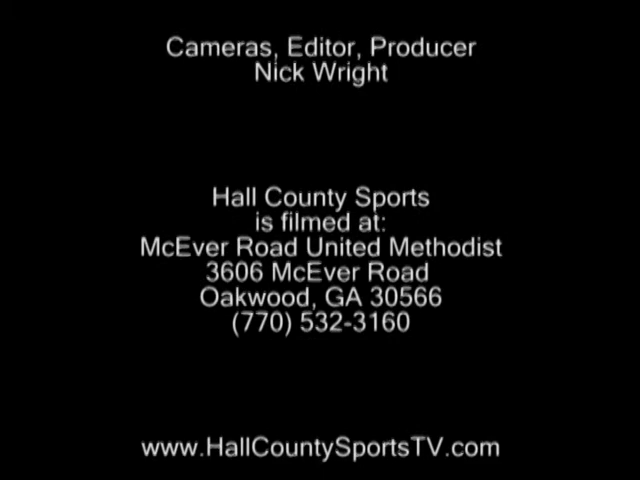 Cameras, Editor, Producer
Nick Wright
Hall County Sports
is filmed at:
McEver Road United Methodist
3606 McEver Road
Oakwood, GA 30566
(770) 532-3160
www.HallCountySportsTV.com